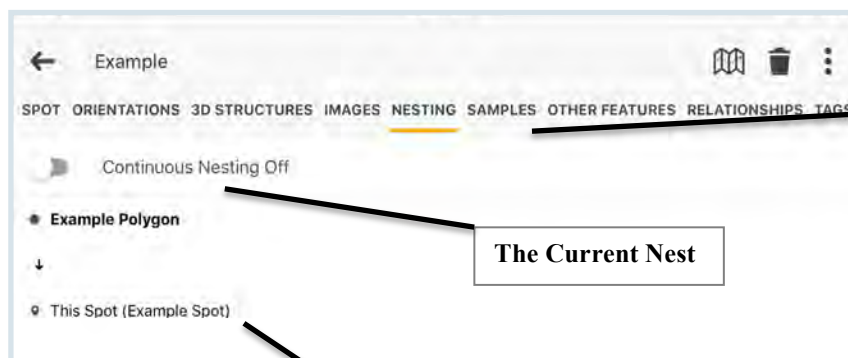 Example
SPOT ORIENTATIONS 3D STRUCTURES IMAGES NESTING SAMPLES OTHER FEATURES RELATIONSHIPS TAGS
Continuous Nesting Off
Example Polygon
The Current Nest
This Spot (Example Spot)